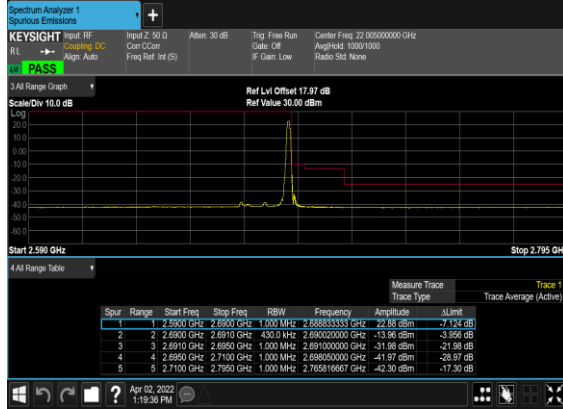 Spectrum Analyzer 1
Spurious Emissions
KEYSIGHT Input: RF Input Z: 50 Ω Atten: 30 dB Trig: Free Run Center Freq: 22.005000000 GHz
RL Coupling: DC Corr CCorr Gate: Off Avg|Hold: 1000/1000
Align: Auto Freq Ref: Int (S) IF Gain: Low Radio Std: None
PASS
3 All Range Graph Ref Lvl Offset 17.97 dB
Scale/Div 10.0 dB Ref Value 30.00 dBm
Log
20.0
10.0
0.00
-10.0
-20.0
-30.0
-40.0
-50.0
-60.0
Start 2.590 GHz Stop 2.795 GH
4 All Range Table
Measure Trace Trace 1
Trace Type Trace Average (Active)
Spur Range Start Freq Stop Freq RBW Frequency Amplitude ΔLimit
1 1 2.5900 GHz 2.6900 GHz 1.000 MHz 2.688833333 GHz 22.88 dBm -7.124 dB
2 2 2.6900 GHz 2.6910 GHz 430.0 kHz 2.690020000 GHz -13.96 dBm -3.956 dB
3 3 2.6910 GHz 2.6950 GHz 1.000 MHz 2.691000000 GHz -31.98 dBm -21.98 dB
4 4 2.6950 GHz 2.7100 GHz 1.000 MHz 2.698050000 GHz -41.97 dBm -28.97 dB
5 5 2.7100 GHz 2.7950 GHz 1.000 MHz 2.765816667 GHz -42.30 dBm -17.30 dB
Apr 02, 2022
1:19:36 PM